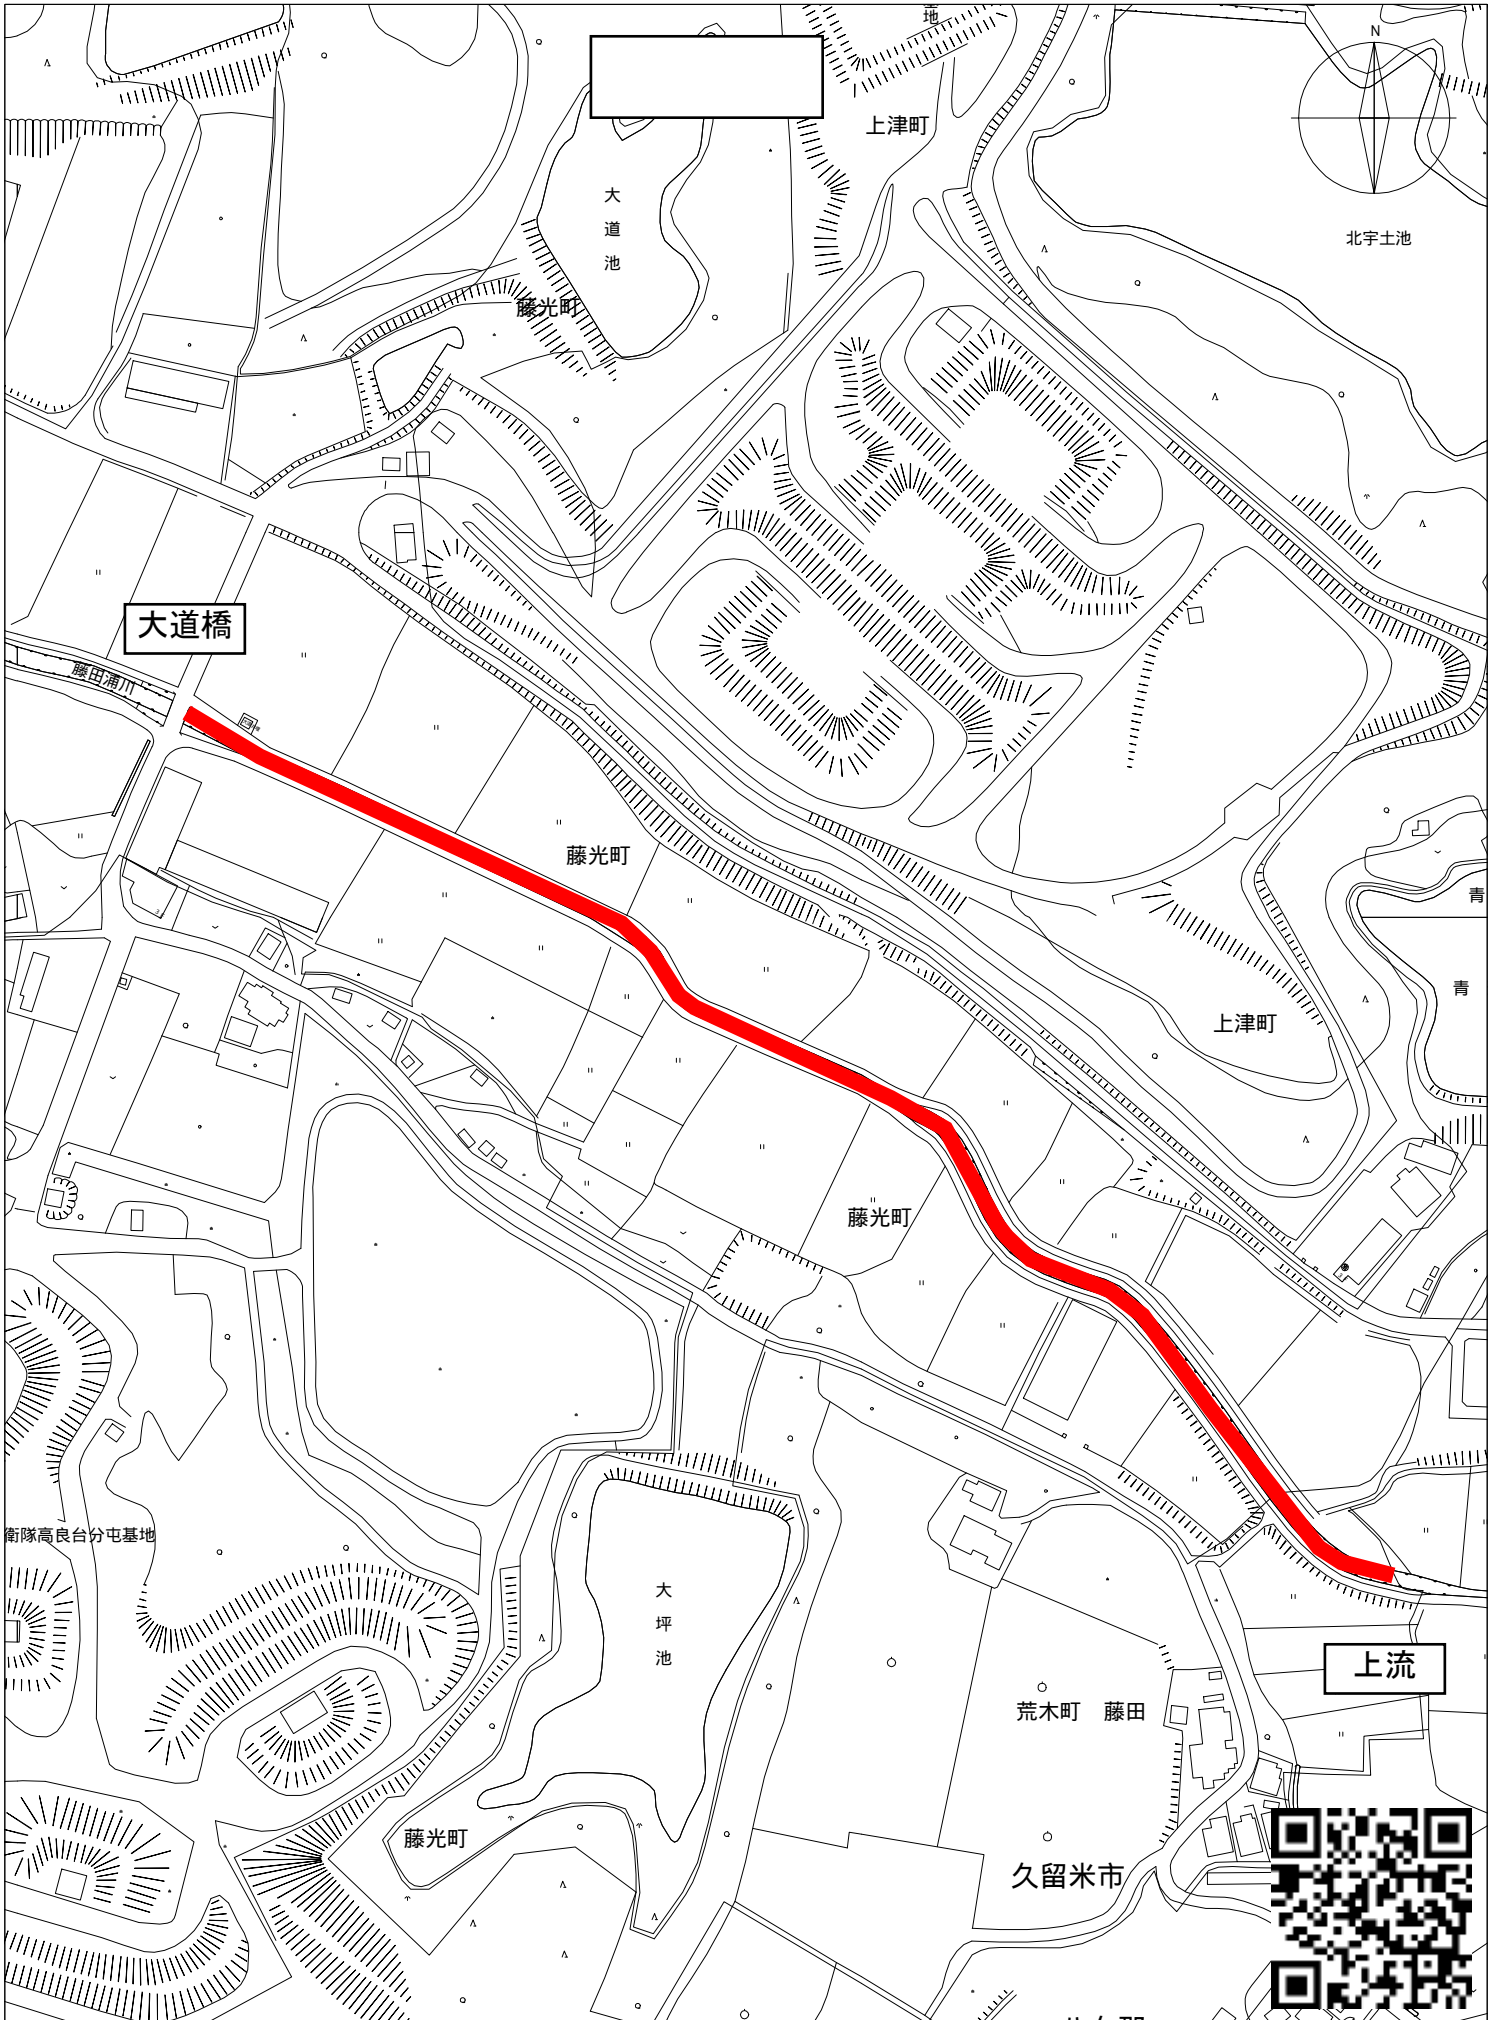 N
上津町
大道池
北宇土池
藤光町
大道橋
藤田浦川
藤光町
青
青
上津町
藤光町
衛隊高良台分屯基地
大坪池
上流
荒木町　藤田
藤光町
久留米市